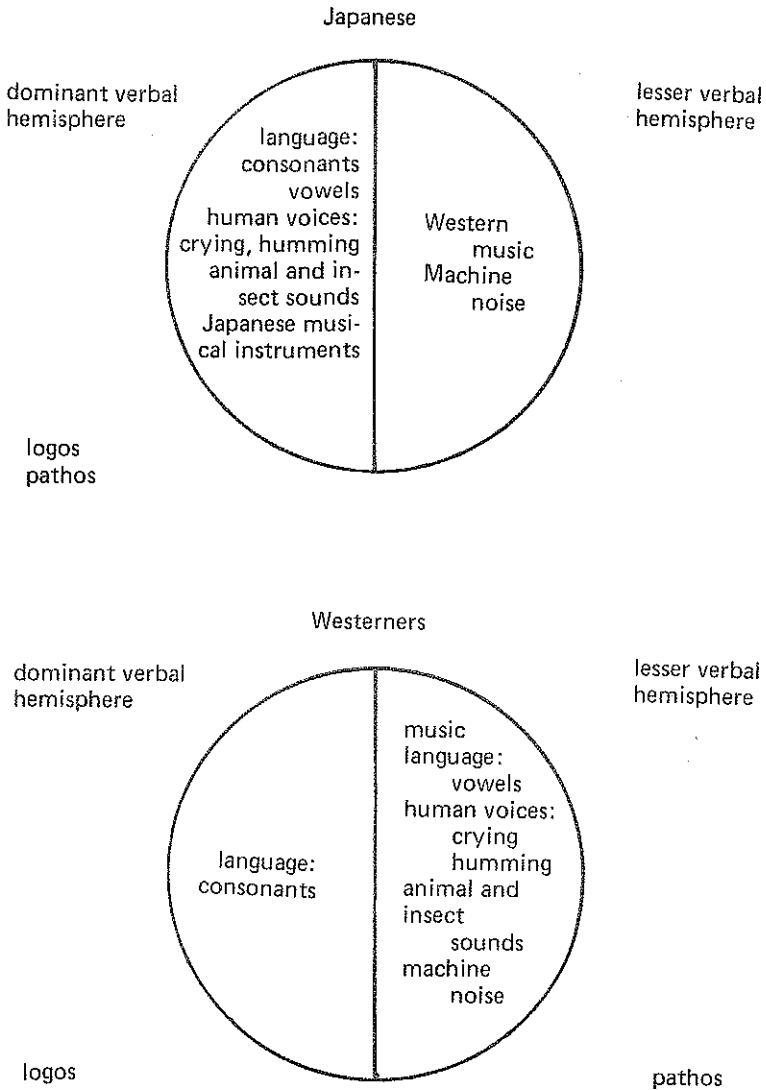 Japanese
dominant verbal
hemisphere
lesser verbal
hemisphere
language:
consonants
vowels
human voices:
crying, humming
animal and in-
sect sounds
Japanese musi-
cal instruments
Western
music
Machine
noise
logos
pathos
Westerners
dominant verbal
hemisphere
lesser verbal
hemisphere
language:
consonants
music
language:
vowels
human voices:
crying
humming
animal and
insect
sounds
machine
noise
logos
pathos